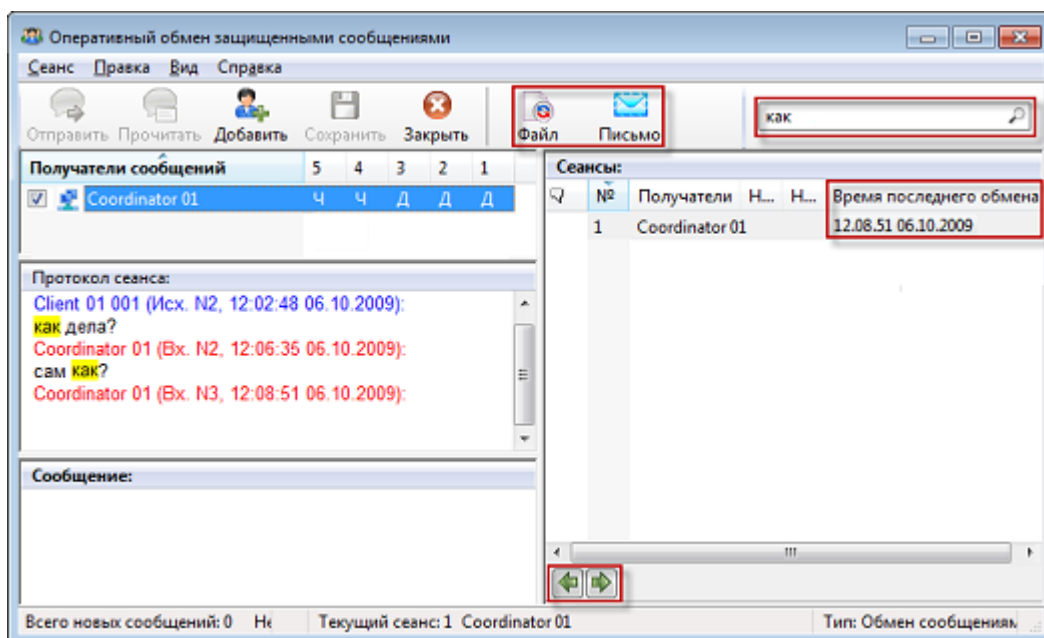 Оперативный обмен защищенными сообщениями
Сеанс Правка Вид Справка
Отправить Прочитать Добавить Сохранить Закрыть Файл Письмо
как
Получатели сообщений 5 4 3 2 1
Coordinator 01 Ч Ч Д Д Д
Протокол сеанса:
Client 01 001 (Исх. N2, 12:02:48 06.10.2009):
как дела?
Coordinator 01 (Вх. N2, 12:06:35 06.10.2009):
сам как?
Coordinator 01 (Вх. N3, 12:08:51 06.10.2009):
Сообщение:
Сеансы:
№ Получатели Н... Н... Время последнего обмена
1 Coordinator 01 12.08.51 06.10.2009
Всего новых сообщений: 0 Не Текущий сеанс: 1 Coordinator 01 Тип: Обмен сообщениям